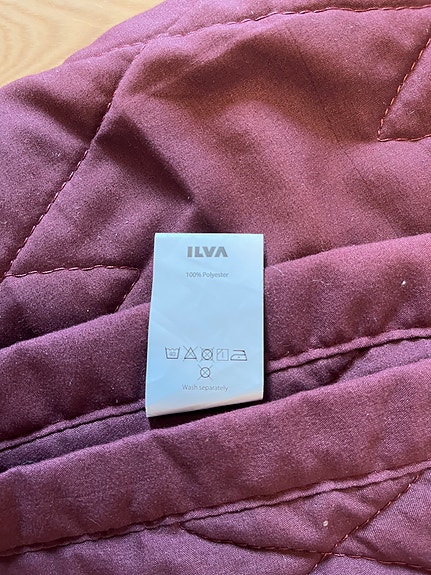 ILVA
100% Polyester
Wash separately